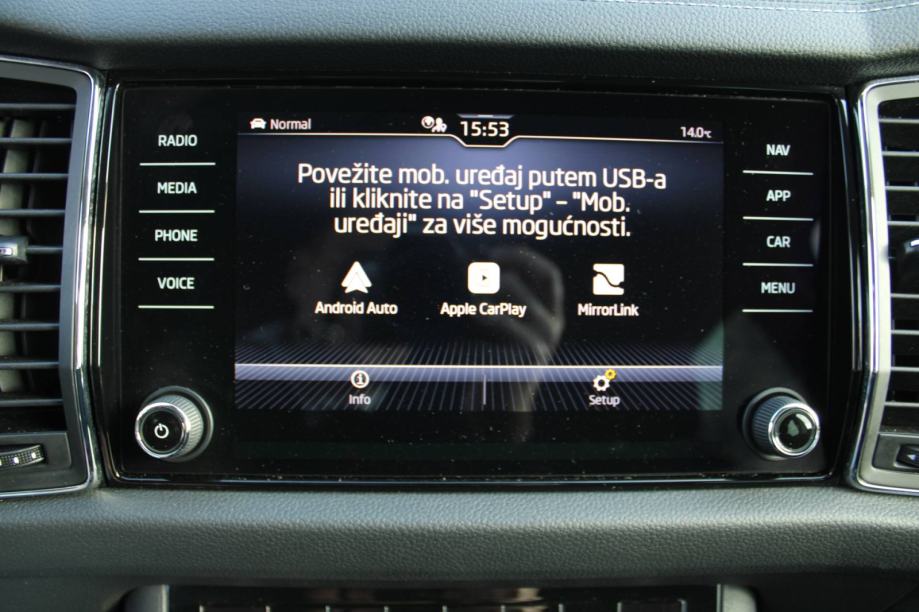 RADIO
MEDIA
PHONE
VOICE
Normal
15:53
14.0°C
Povežite mob. uređaj putem USB-a
ili kliknite na "Setup" – "Mob.
uređaji" za više mogućnosti.
Android Auto
Apple CarPlay
MirrorLink
Info
Setup
NAV
APP
CAR
MENU